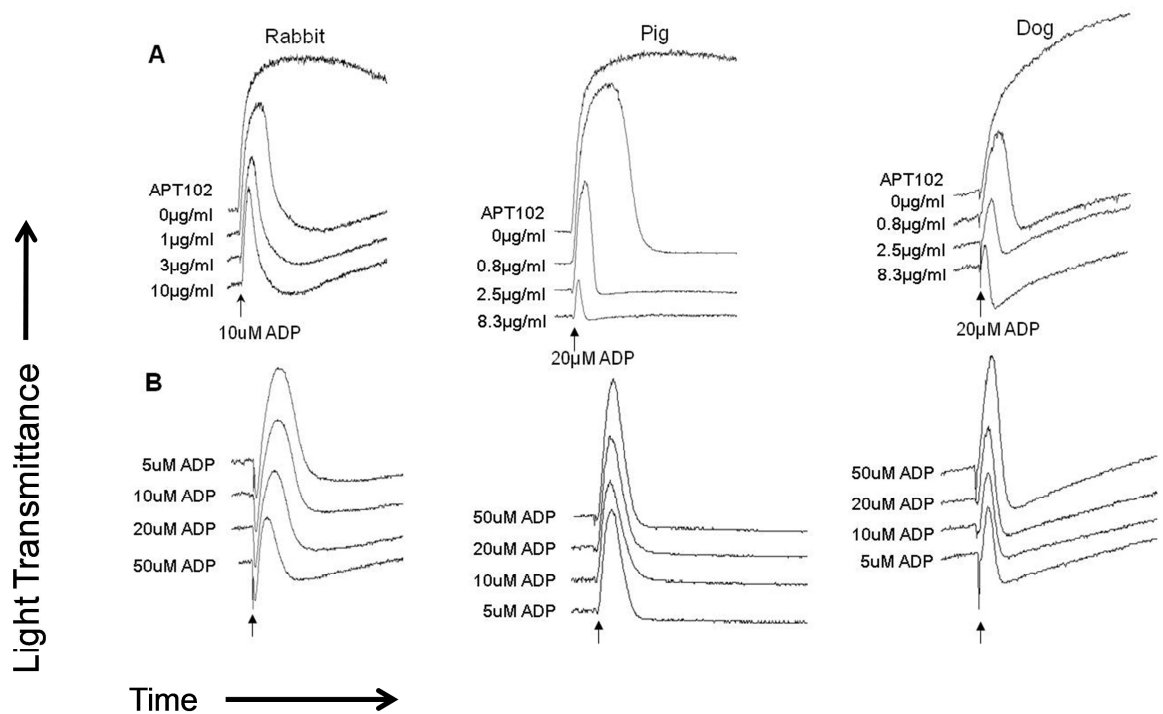 A
Rabbit
APT102
0µg/ml
1µg/ml
3µg/ml
10µg/ml
10uM ADP
Pig
APT102
0µg/ml
0.8µg/ml
2.5µg/ml
8.3µg/ml
20µM ADP
Dog
APT102
0µg/ml
0.8µg/ml
2.5µg/ml
8.3µg/ml
20µM ADP
B
5uM ADP
10uM ADP
20uM ADP
50uM ADP
50uM ADP
20uM ADP
10uM ADP
5uM ADP
50uM ADP
20uM ADP
10uM ADP
5uM ADP
Light Transmittance
Time